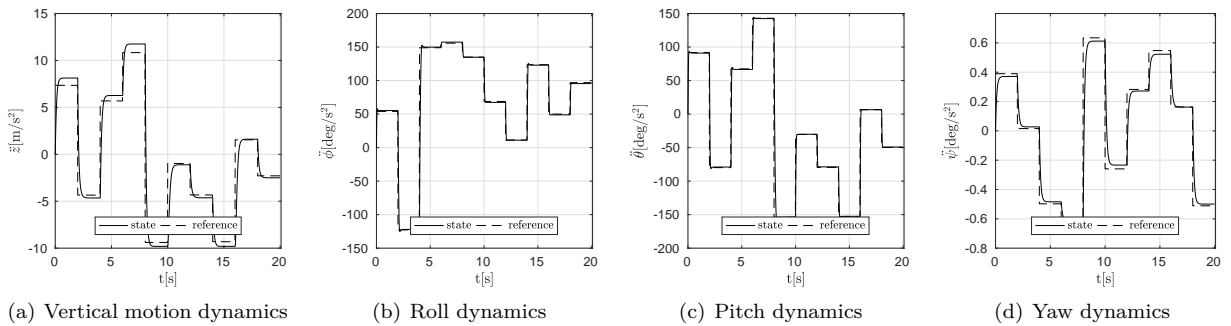 15
10
5
0
-5
-10
z̈[m/s²]
0 5 10 15 20
t[s]
state reference
(a) Vertical motion dynamics
200
150
100
50
0
-50
-100
-150
ϕ̈[deg/s²]
0 5 10 15 20
t[s]
state reference
(b) Roll dynamics
150
100
50
0
-50
-100
-150
-200
θ̈[deg/s²]
0 5 10 15 20
t[s]
state reference
(c) Pitch dynamics
0.6
0.4
0.2
0
-0.2
-0.4
-0.6
-0.8
ψ̈[deg/s²]
0 5 10 15 20
t[s]
state reference
(d) Yaw dynamics